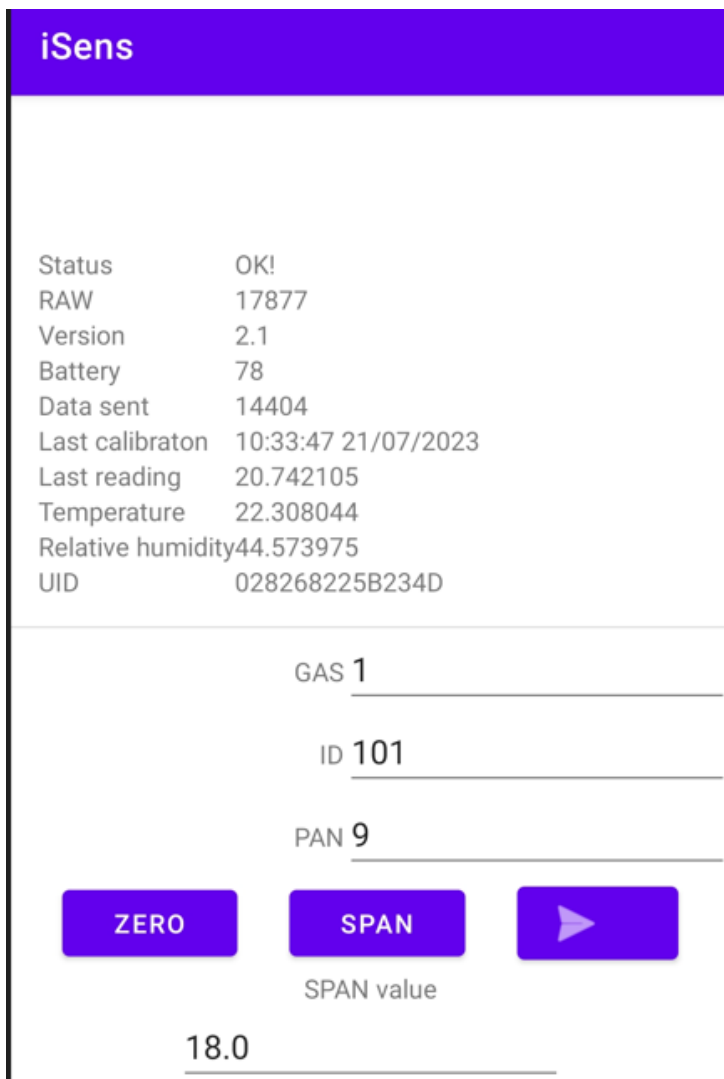 iSens
Status OK!
RAW 17877
Version 2.1
Battery 78
Data sent 14404
Last calibraton 10:33:47 21/07/2023
Last reading 20.742105
Temperature 22.308044
Relative humidity44.573975
UID 028268225B234D
GAS 1
ID 101
PAN 9
ZERO SPAN
SPAN value
18.0